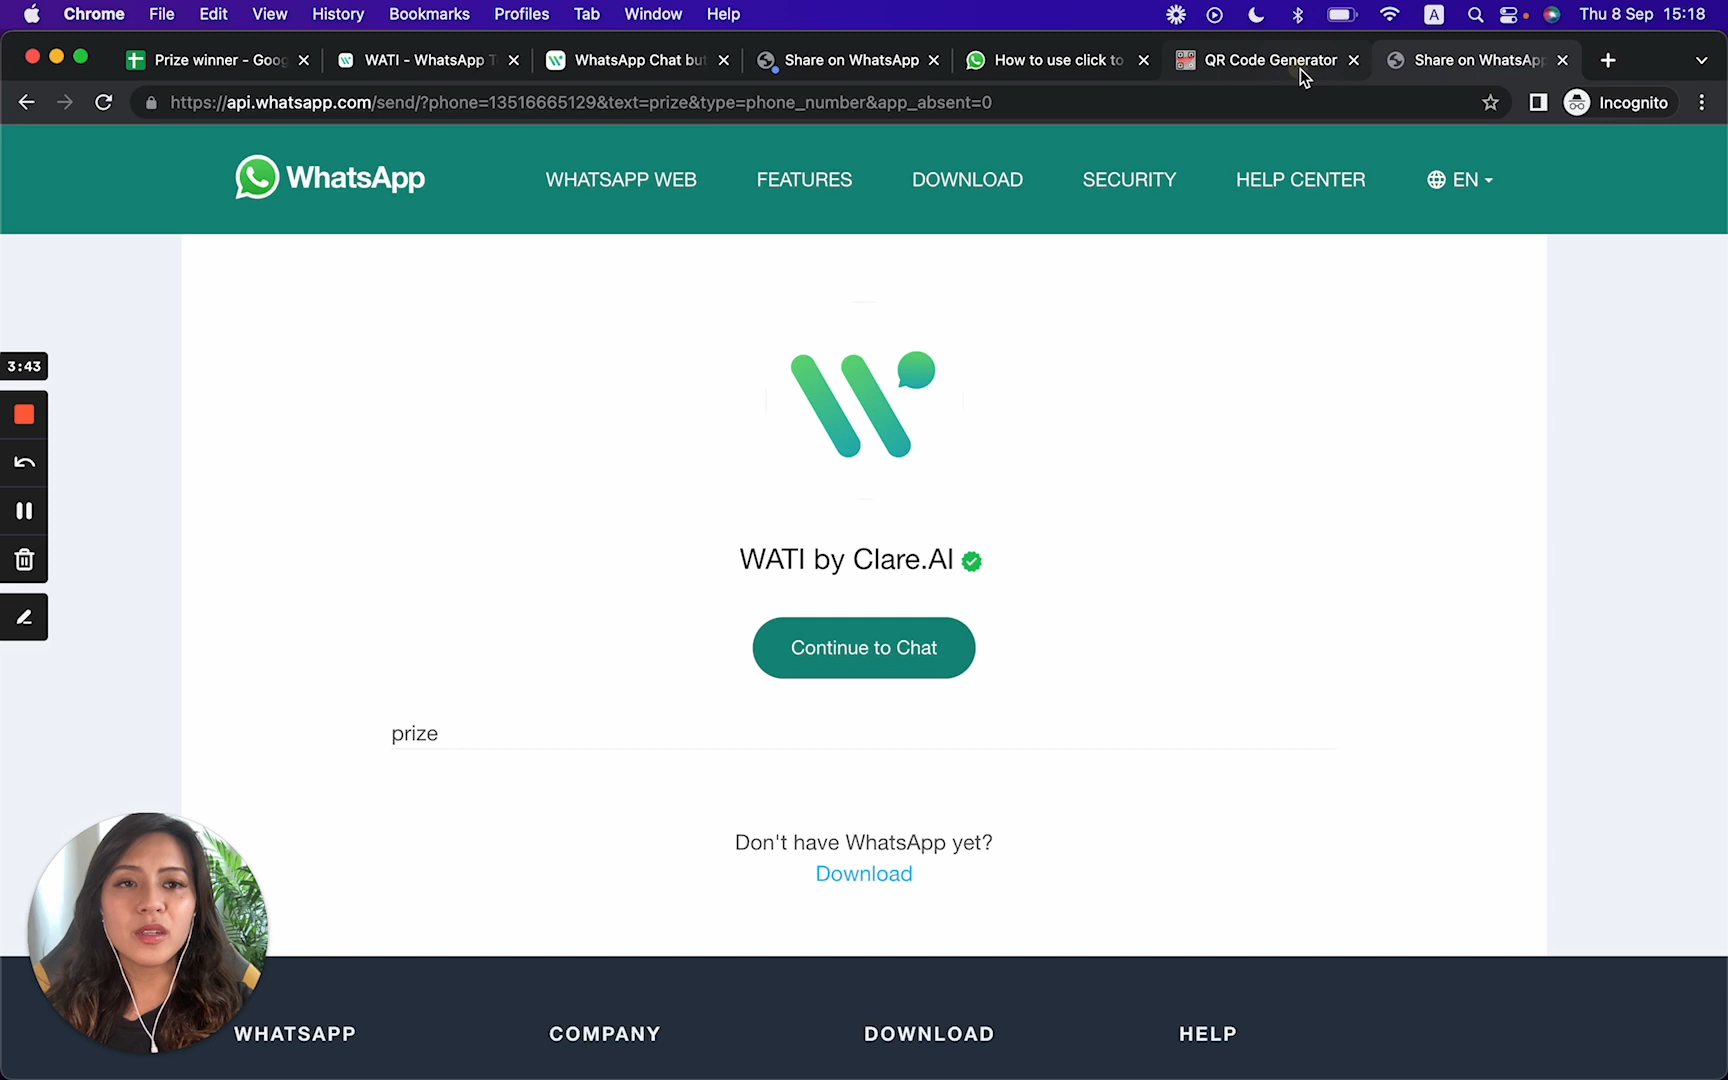 Chrome File Edit View History Bookmarks Profiles Tab Window Help A Thu 8 Sep 15:18
Prize winner - Goog WATI - WhatsApp T WhatsApp Chat but Share on WhatsApp How to use click to QR Code Generator Share on WhatsApp
https://api.whatsapp.com/send/?phone=13516665129&text=prize&type=phone_number&app_absent=0 Incognito
WhatsApp WHATSAPP WEB FEATURES DOWNLOAD SECURITY HELP CENTER EN
3:43
WATI by Clare.AI
Continue to Chat
prize
Don't have WhatsApp yet?
Download
WHATSAPP COMPANY DOWNLOAD HELP